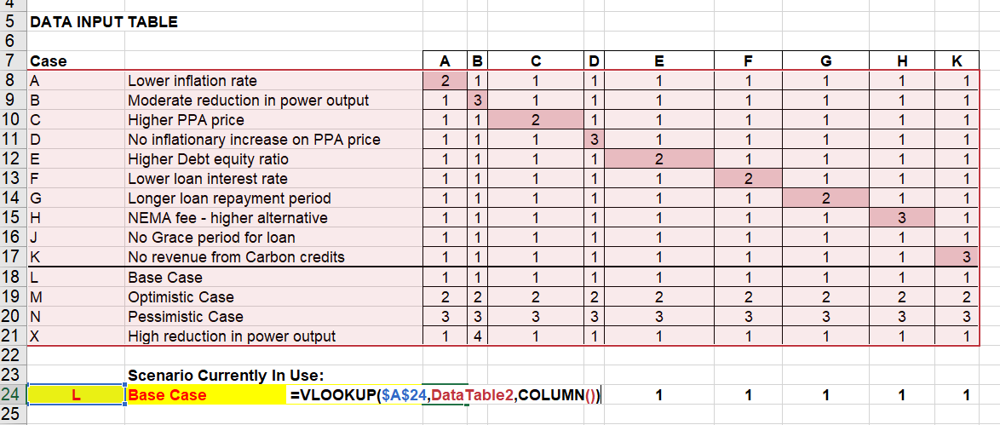 4
5 DATA INPUT TABLE
6
7 Case A B C D E F G H K
8 A Lower inflation rate 2 1 1 1 1 1 1 1 1
9 B Moderate reduction in power output 1 3 1 1 1 1 1 1 1
10 C Higher PPA price 1 1 2 1 1 1 1 1 1
11 D No inflationary increase on PPA price 1 1 1 3 1 1 1 1 1
12 E Higher Debt equity ratio 1 1 1 1 2 1 1 1 1
13 F Lower loan interest rate 1 1 1 1 1 2 1 1 1
14 G Longer loan repayment period 1 1 1 1 1 1 2 1 1
15 H NEMA fee - higher alternative 1 1 1 1 1 1 1 3 1
16 J No Grace period for loan 1 1 1 1 1 1 1 1 1
17 K No revenue from Carbon credits 1 1 1 1 1 1 1 1 3
18 L Base Case 1 1 1 1 1 1 1 1 1
19 M Optimistic Case 2 2 2 2 2 2 2 2 2
20 N Pessimistic Case 3 3 3 3 3 3 3 3 3
21 X High reduction in power output 1 4 1 1 1 1 1 1 1
22
23 Scenario Currently In Use:
24 L Base Case =VLOOKUP($A$24,DataTable2,COLUMN()) 1 1 1 1 1
25